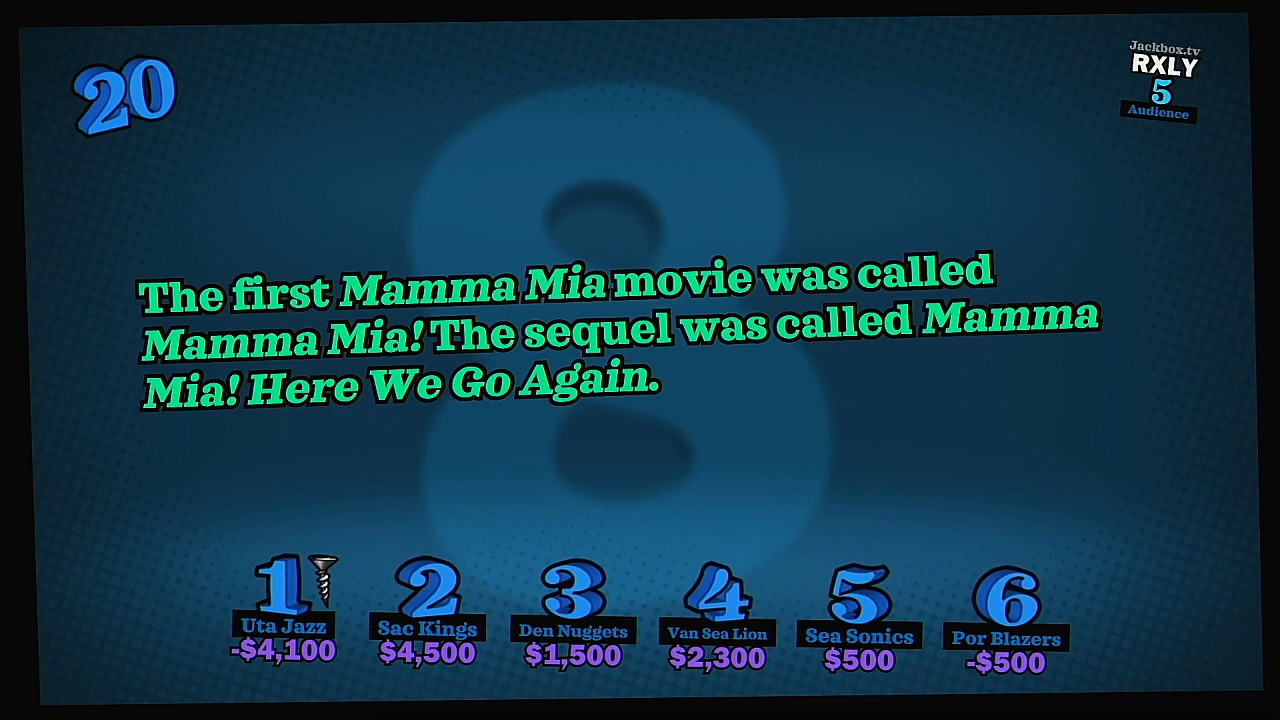 20
Jackbox.tv
RXLY
5
Audience
The first Mamma Mia movie was called
Mamma Mia! The sequel was called Mamma
Mia! Here We Go Again.
8
1 2 3 4 5 6
Uta Jazz Sac Kings Den Nuggets Van Sea Lion Sea Sonics Por Blazers
-$4,100 $4,500 $1,500 $2,300 $500 -$500